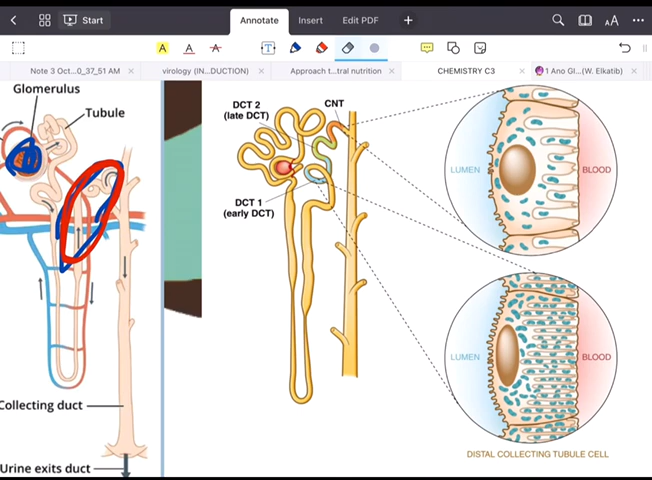 Start
Annotate
Insert
Edit PDF
AA
A
A
A
T
Note 3 Oct...0_37_51 AM
virology (IN...DUCTION)
Approach t...tral nutrition
CHEMISTRY C3
1 Ano Gl...(W. Elkatib)
Glomerulus
Tubule
Collecting duct
Urine exits duct
DCT 2
(late DCT)
CNT
DCT 1
(early DCT)
LUMEN
BLOOD
LUMEN
BLOOD
DISTAL COLLECTING TUBULE CELL